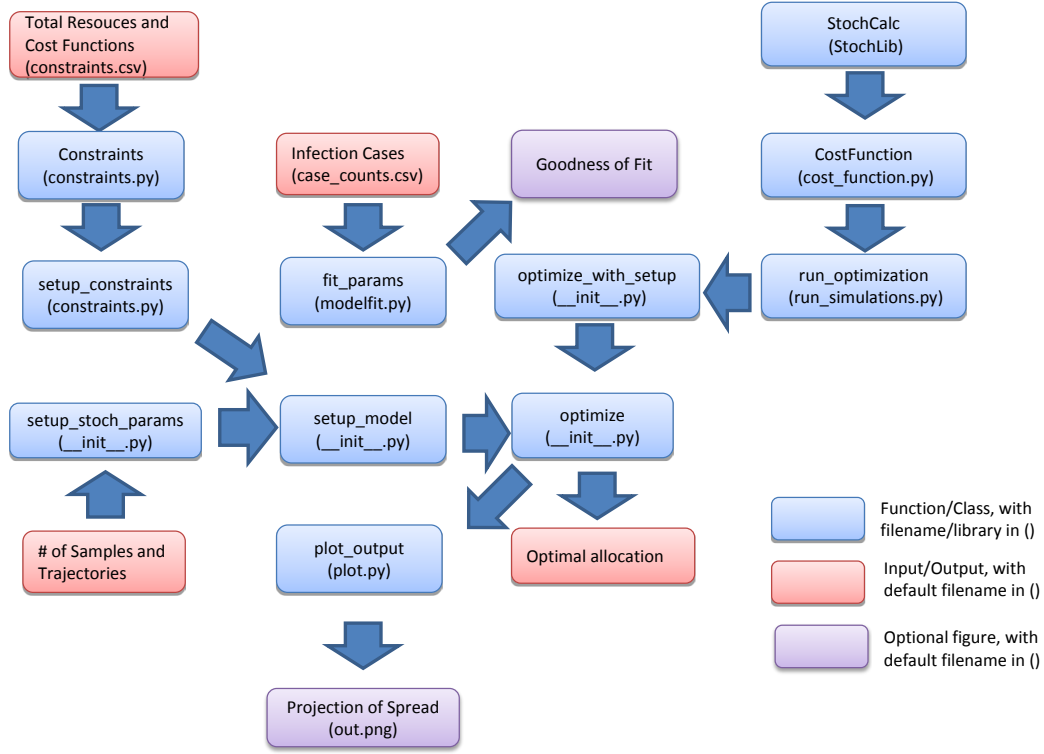 Total Resouces and
Cost Functions
(constraints.csv)
StochCalc
(StochLib)
Constraints
(constraints.py)
Infection Cases
(case_counts.csv)
Goodness of Fit
CostFunction
(cost_function.py)
setup_constraints
(constraints.py)
fit_params
(modelfit.py)
optimize_with_setup
(__init__.py)
run_optimization
(run_simulations.py)
setup_stoch_params
(__init__.py)
setup_model
(__init__.py)
optimize
(__init__.py)
# of Samples and
Trajectories
plot_output
(plot.py)
Optimal allocation
Function/Class, with
filename/library in ()
Input/Output, with
default filename in ()
Optional figure, with
default filename in ()
Projection of Spread
(out.png)